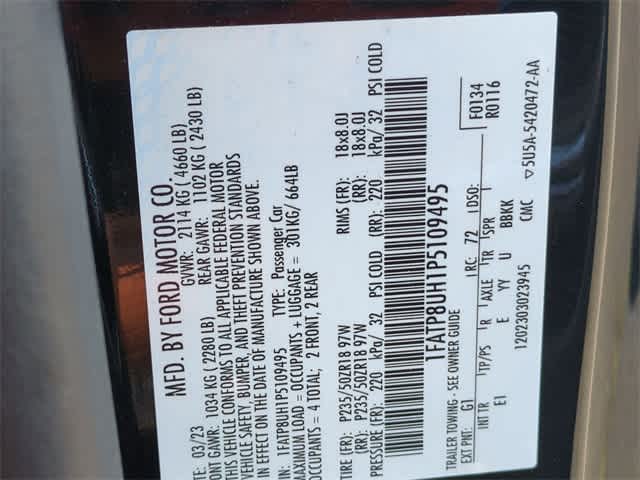 MFD. BY FORD MOTOR CO.
TE: 03/23 GVWR: 2114 KG ( 4660 LB)
ONT GAWR: 1034 KG ( 2280 LB) REAR GAWR: 1102 KG ( 2430 LB)
THIS VEHICLE CONFORMS TO ALL APPLICABLE FEDERAL MOTOR
VEHICLE SAFETY, BUMPER, AND THEFT PREVENTION STANDARDS
IN EFFECT ON THE DATE OF MANUFACTURE SHOWN ABOVE.
IN: 1FATP8UH1P5109495 TYPE: Passenger Car
MAXIMUM LOAD = OCCUPANTS + LUGGAGE = 301KG/ 664LB
OCCUPANTS = 4 TOTAL; 2 FRONT, 2 REAR
TIRE (FR): P235/50ZR18 97W RIMS (FR): 18x8.0J
(RR): P235/50ZR18 97W (RR): 18x8.0J
PRESSURE (FR): 220 kPa/ 32 PSI COLD (RR): 220 kPa/ 32 PSI COLD
1FATP8UH1P5109495
TRAILER TOWING - SEE OWNER GUIDE
EXT PNT: G1 RC: 72 DSO: F0134
R0116
INT TR TP/PS R AXLE TR SPR
E1 E YY U BBKK
1202303023945 CMC ▽5U5A-5420472-AA